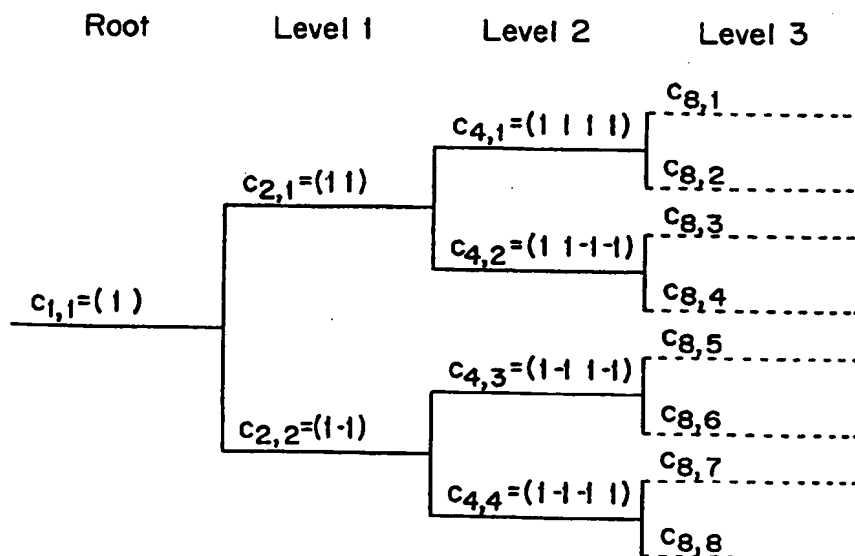 Root Level 1 Level 2 Level 3
c8,1
c4,1=(1 1 1 1)
c8,2
c2,1=(1 1)
c8,3
c4,2=(1 1-1-1)
c8,4
c1,1=(1)
c8,5
c4,3=(1-1 1-1)
c8,6
c2,2=(1-1)
c8,7
c4,4=(1-1-1 1)
c8,8